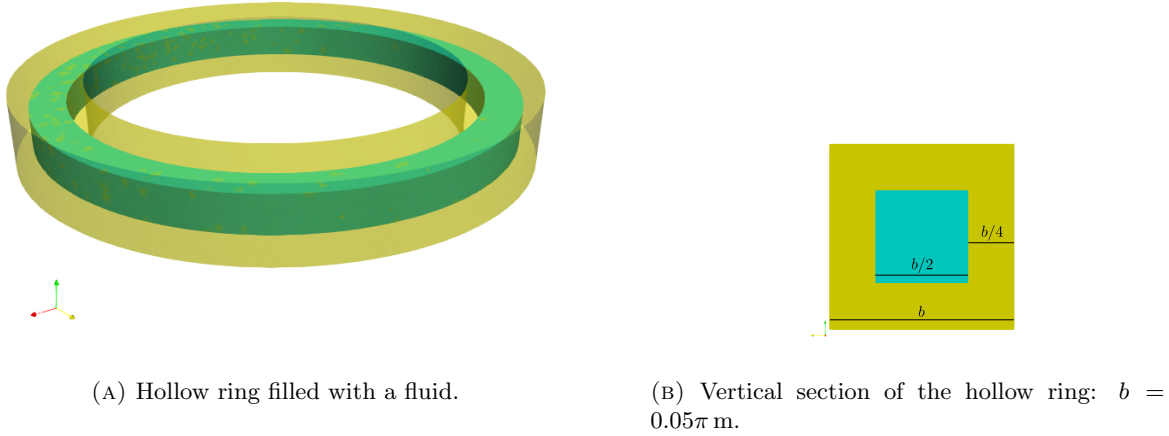 b/4
b/2
b
(A) Hollow ring filled with a fluid.
(B) Vertical section of the hollow ring: b =
0.05π m.